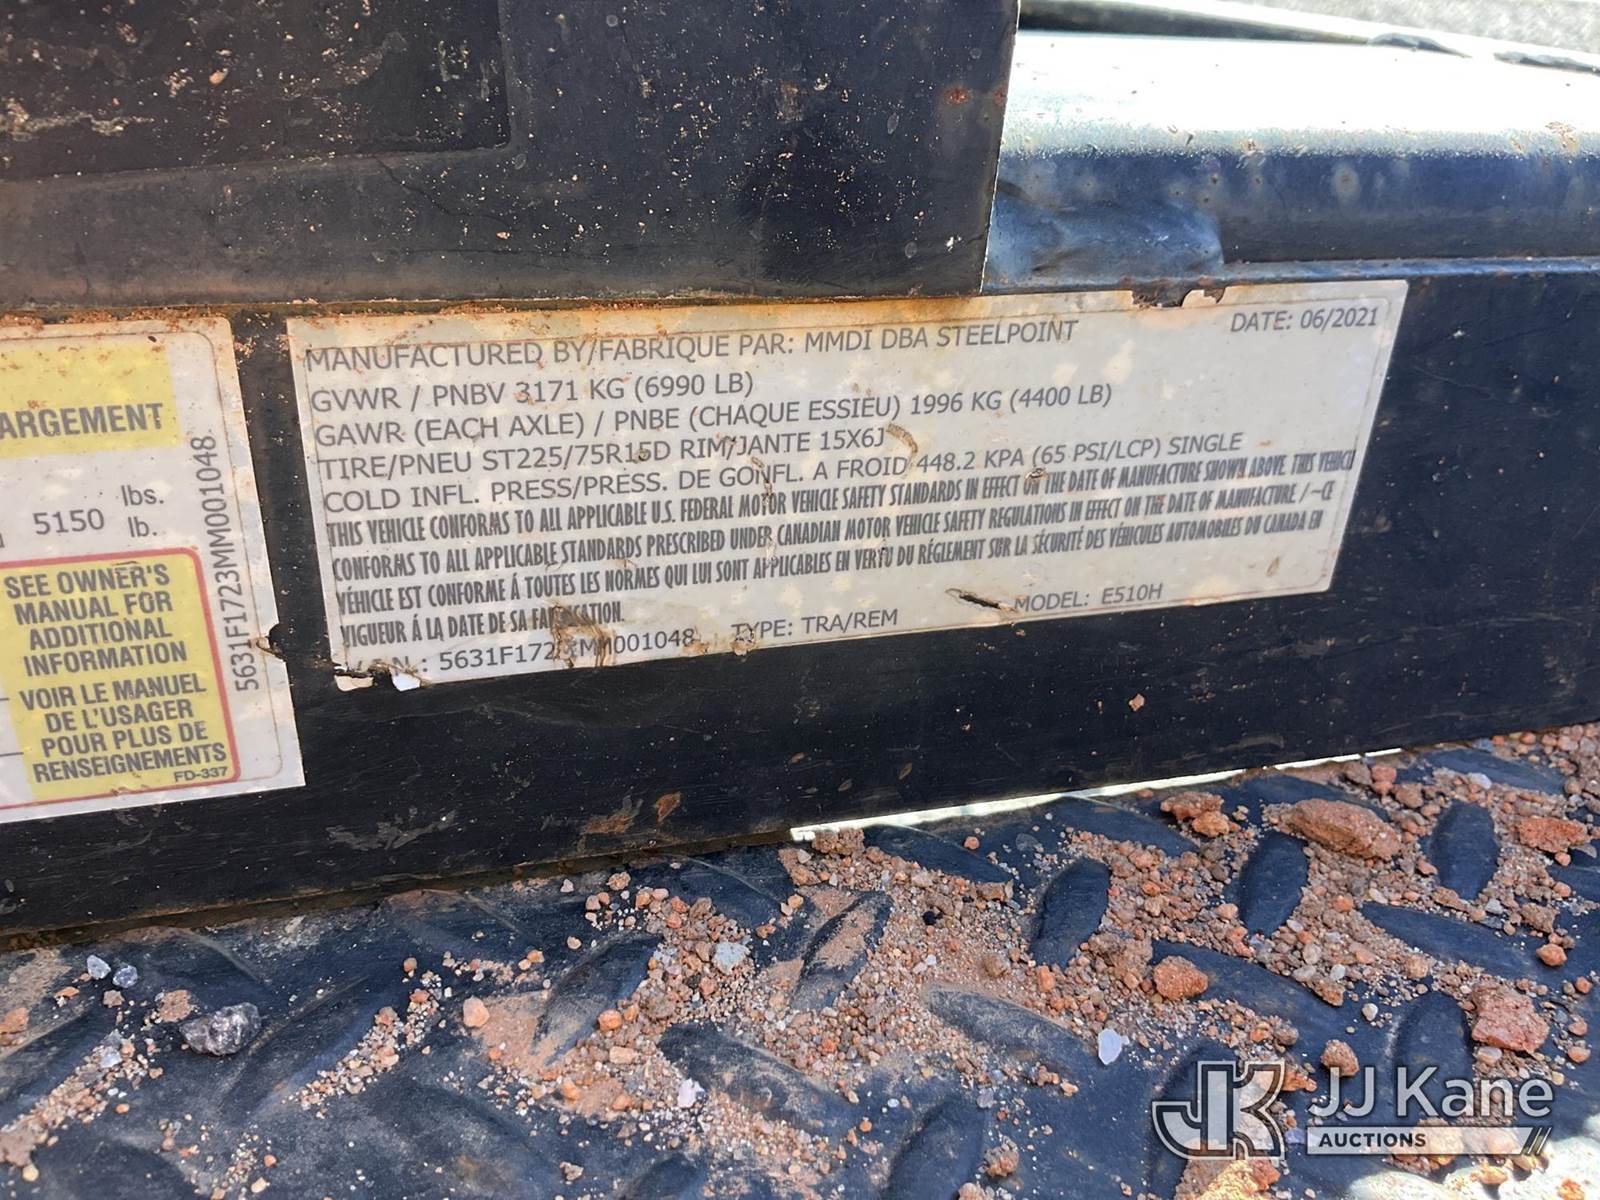 ARGEMENT
5150 lbs.
lb.
SEE OWNER'S
MANUAL FOR
ADDITIONAL
INFORMATION
VOIR LE MANUEL
DE L'USAGER
POUR PLUS DE
RENSEIGNEMENTS
FD-337
5631F1723MM001048
MANUFACTURED BY/FABRIQUE PAR: MMDI DBA STEELPOINT DATE: 06/2021
GVWR / PNBV 3171 KG (6990 LB)
GAWR (EACH AXLE) / PNBE (CHAQUE ESSIEU) 1996 KG (4400 LB)
TIRE/PNEU ST225/75R15D RIM/JANTE 15X6J
COLD INFL. PRESS/PRESS. DE GONFL. A FROID 448.2 KPA (65 PSI/LCP) SINGLE
THIS VEHICLE CONFORMS TO ALL APPLICABLE U.S. FEDERAL MOTOR VEHICLE SAFETY STANDARDS IN EFFECT ON THE DATE OF MANUFACTURE SHOWN ABOVE. THIS VEHICLE
CONFORMS TO ALL APPLICABLE STANDARDS PRESCRIBED UNDER CANADIAN MOTOR VEHICLE SAFETY REGULATIONS IN EFFECT ON THE DATE OF MANUFACTURE / -CE
VÉHICLE EST CONFORME Á TOUTES LES NORMES QUI LUI SONT APPLICABLES EN VERTU DU RÉGLEMENT SUR LA SÉCURITÉ DES VÉHICULES AUTOMOBILES DU CANADA EN
VIGUEUR Á LA DATE DE SA FABRICATION.
: 5631F1723MM001048 TYPE: TRA/REM MODEL: E510H
JK JJ Kane
AUCTIONS